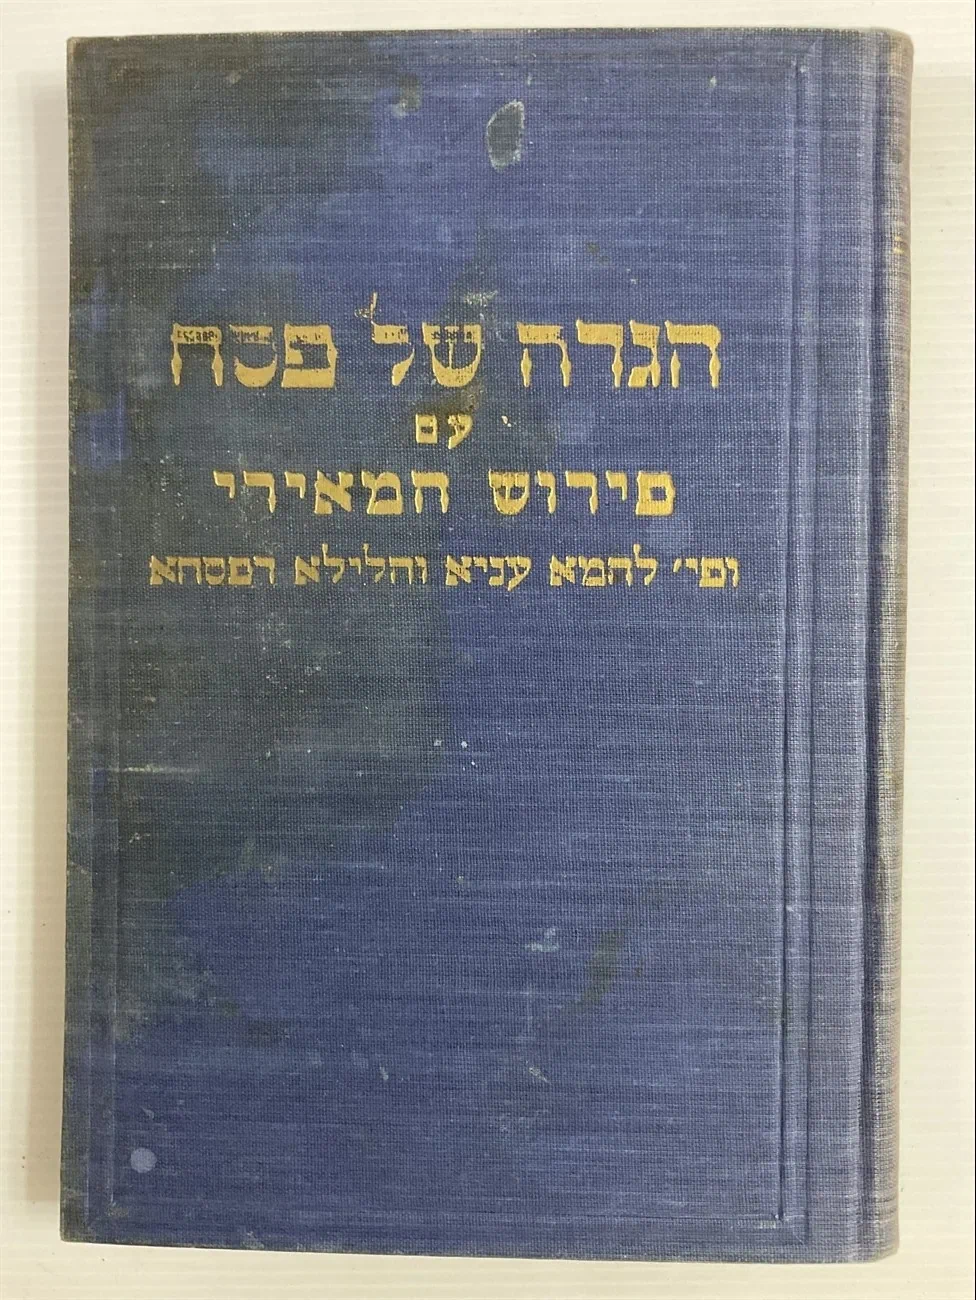 הגדה של פסח
עם
פירוש המאירי
ופי׳ להמא עניא והלילא דפסחא